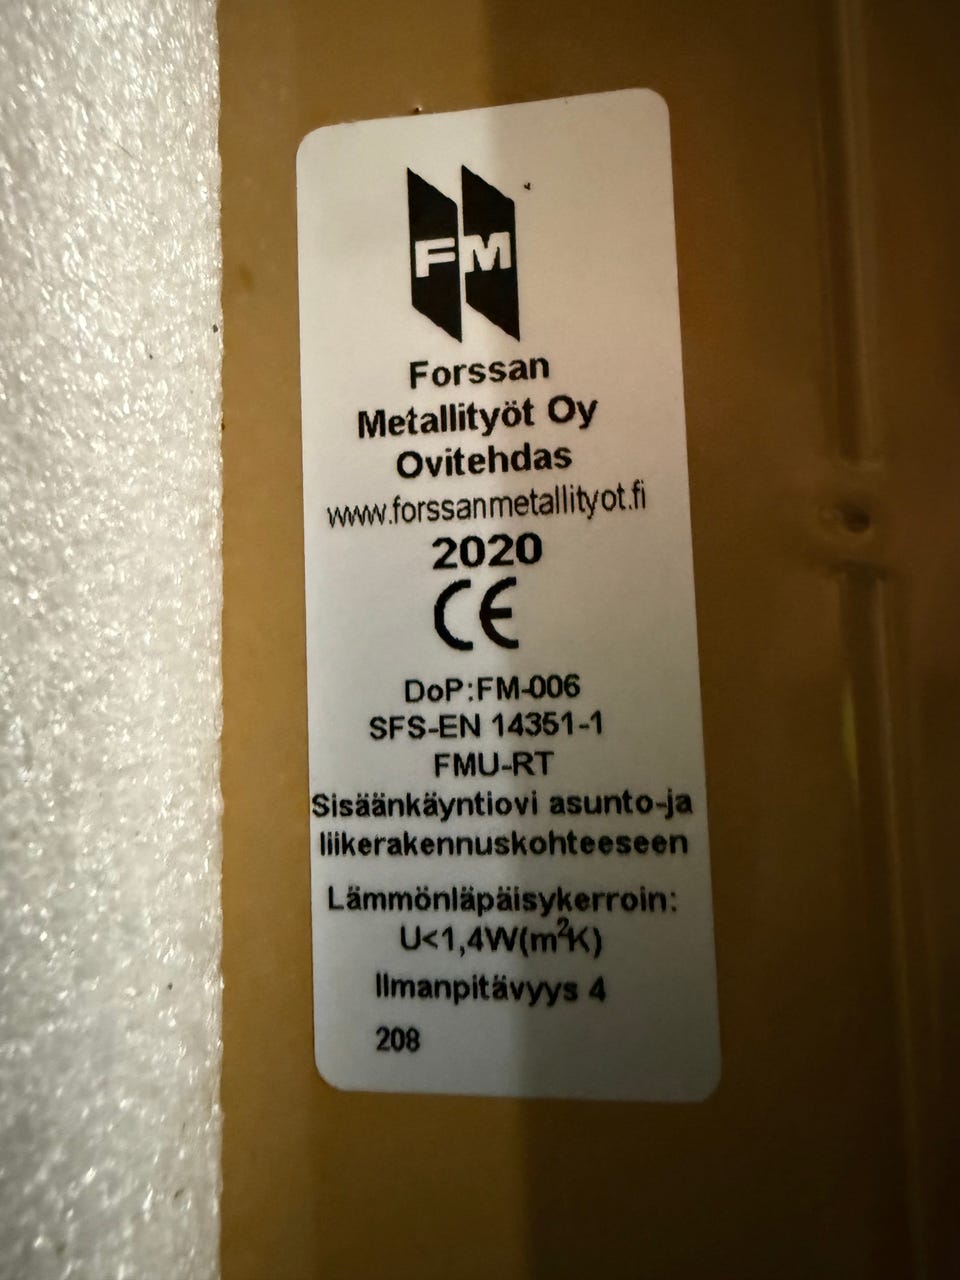 FM
Forssan
Metallityöt Oy
Ovitehdas
www.forssanmetallityot.fi
2020
CE
DoP:FM-006
SFS-EN 14351-1
FMU-RT
Sisäänkäyntiovi asunto-ja
liikerakennuskohteeseen
Lämmönläpäisykerroin:
U<1,4W(m²K)
Ilmanpitävyys 4
208